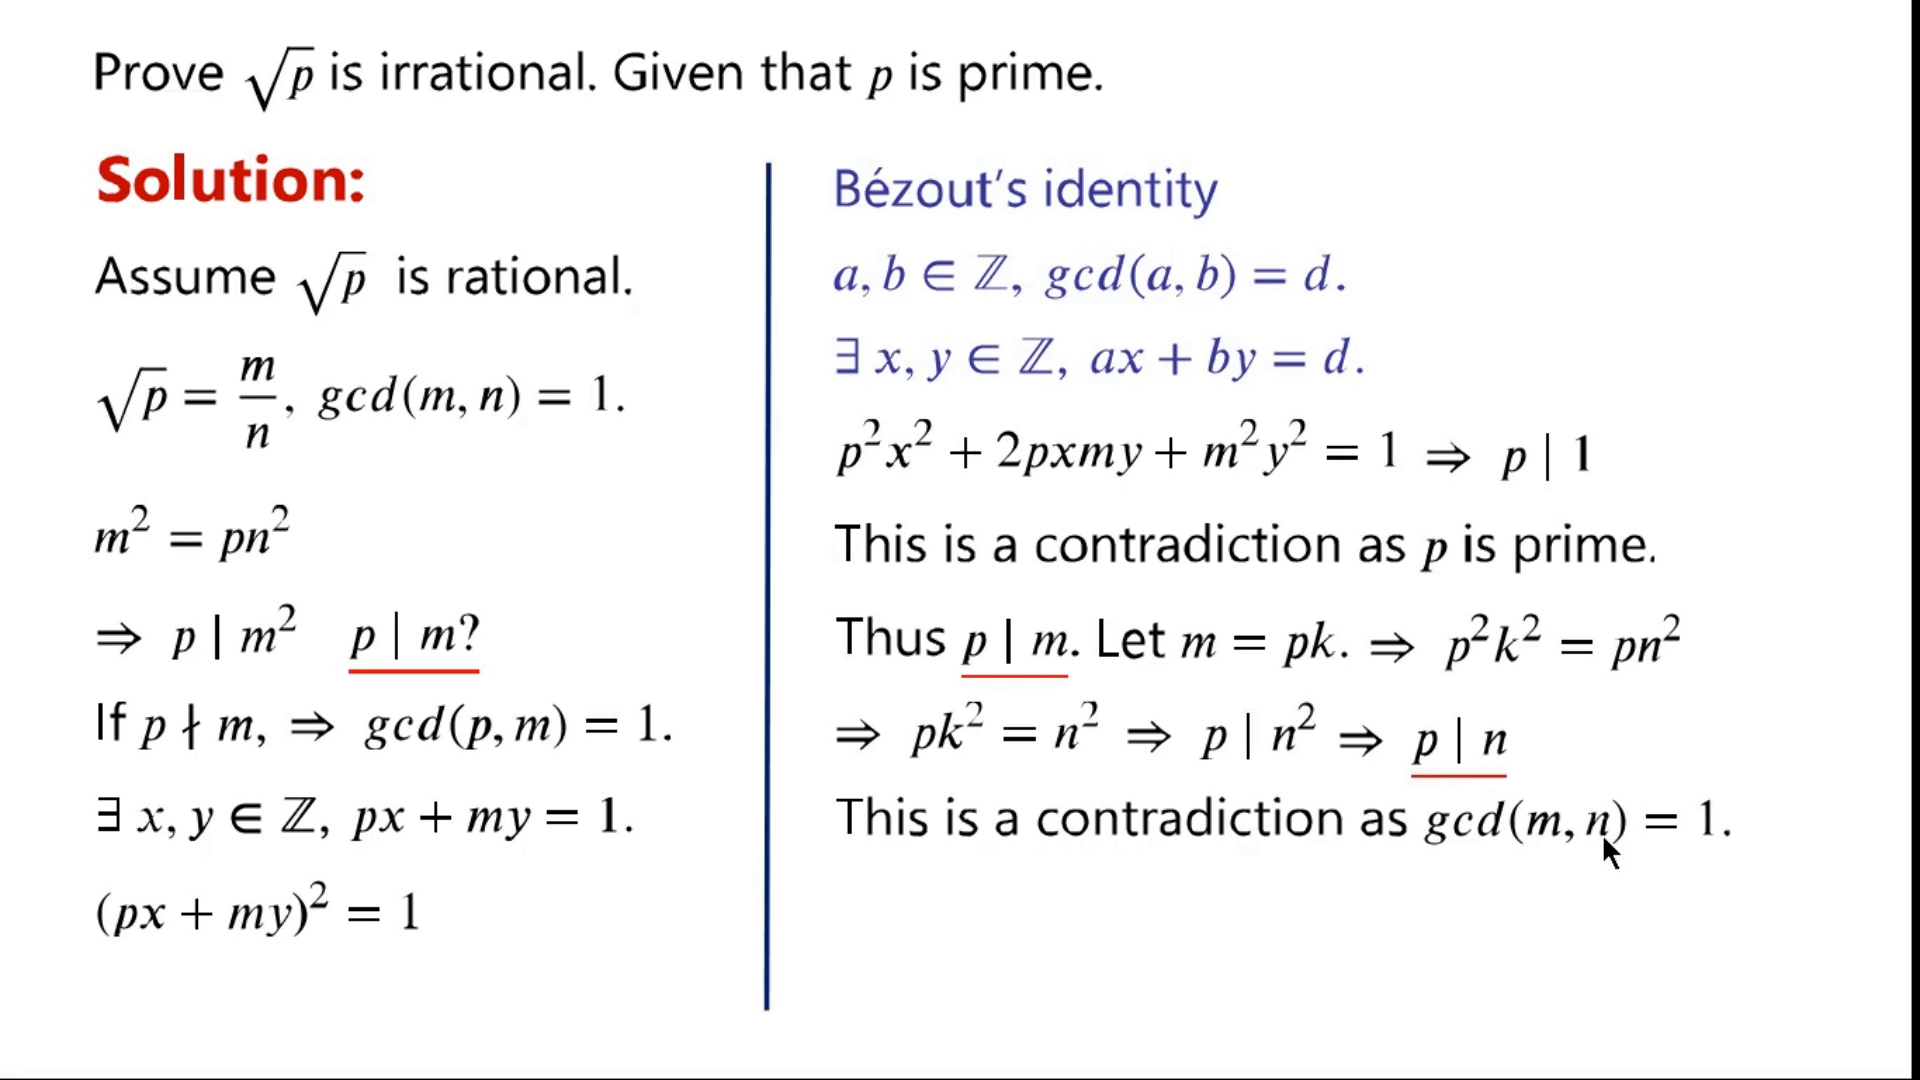 Prove √p is irrational. Given that p is prime.
Solution:
Assume √p is rational.
√p = m/n, gcd(m, n) = 1.
m² = pn²
⇒ p | m² p | m?
If p ∤ m, ⇒ gcd(p, m) = 1.
∃ x, y ∈ ℤ, px + my = 1.
(px + my)² = 1
Bézout’s identity
a, b ∈ ℤ, gcd(a, b) = d.
∃ x, y ∈ ℤ, ax + by = d.
p²x² + 2pxmy + m²y² = 1 ⇒ p | 1
This is a contradiction as p is prime.
Thus p | m. Let m = pk. ⇒ p²k² = pn²
⇒ pk² = n² ⇒ p | n² ⇒ p | n
This is a contradiction as gcd(m, n) = 1.